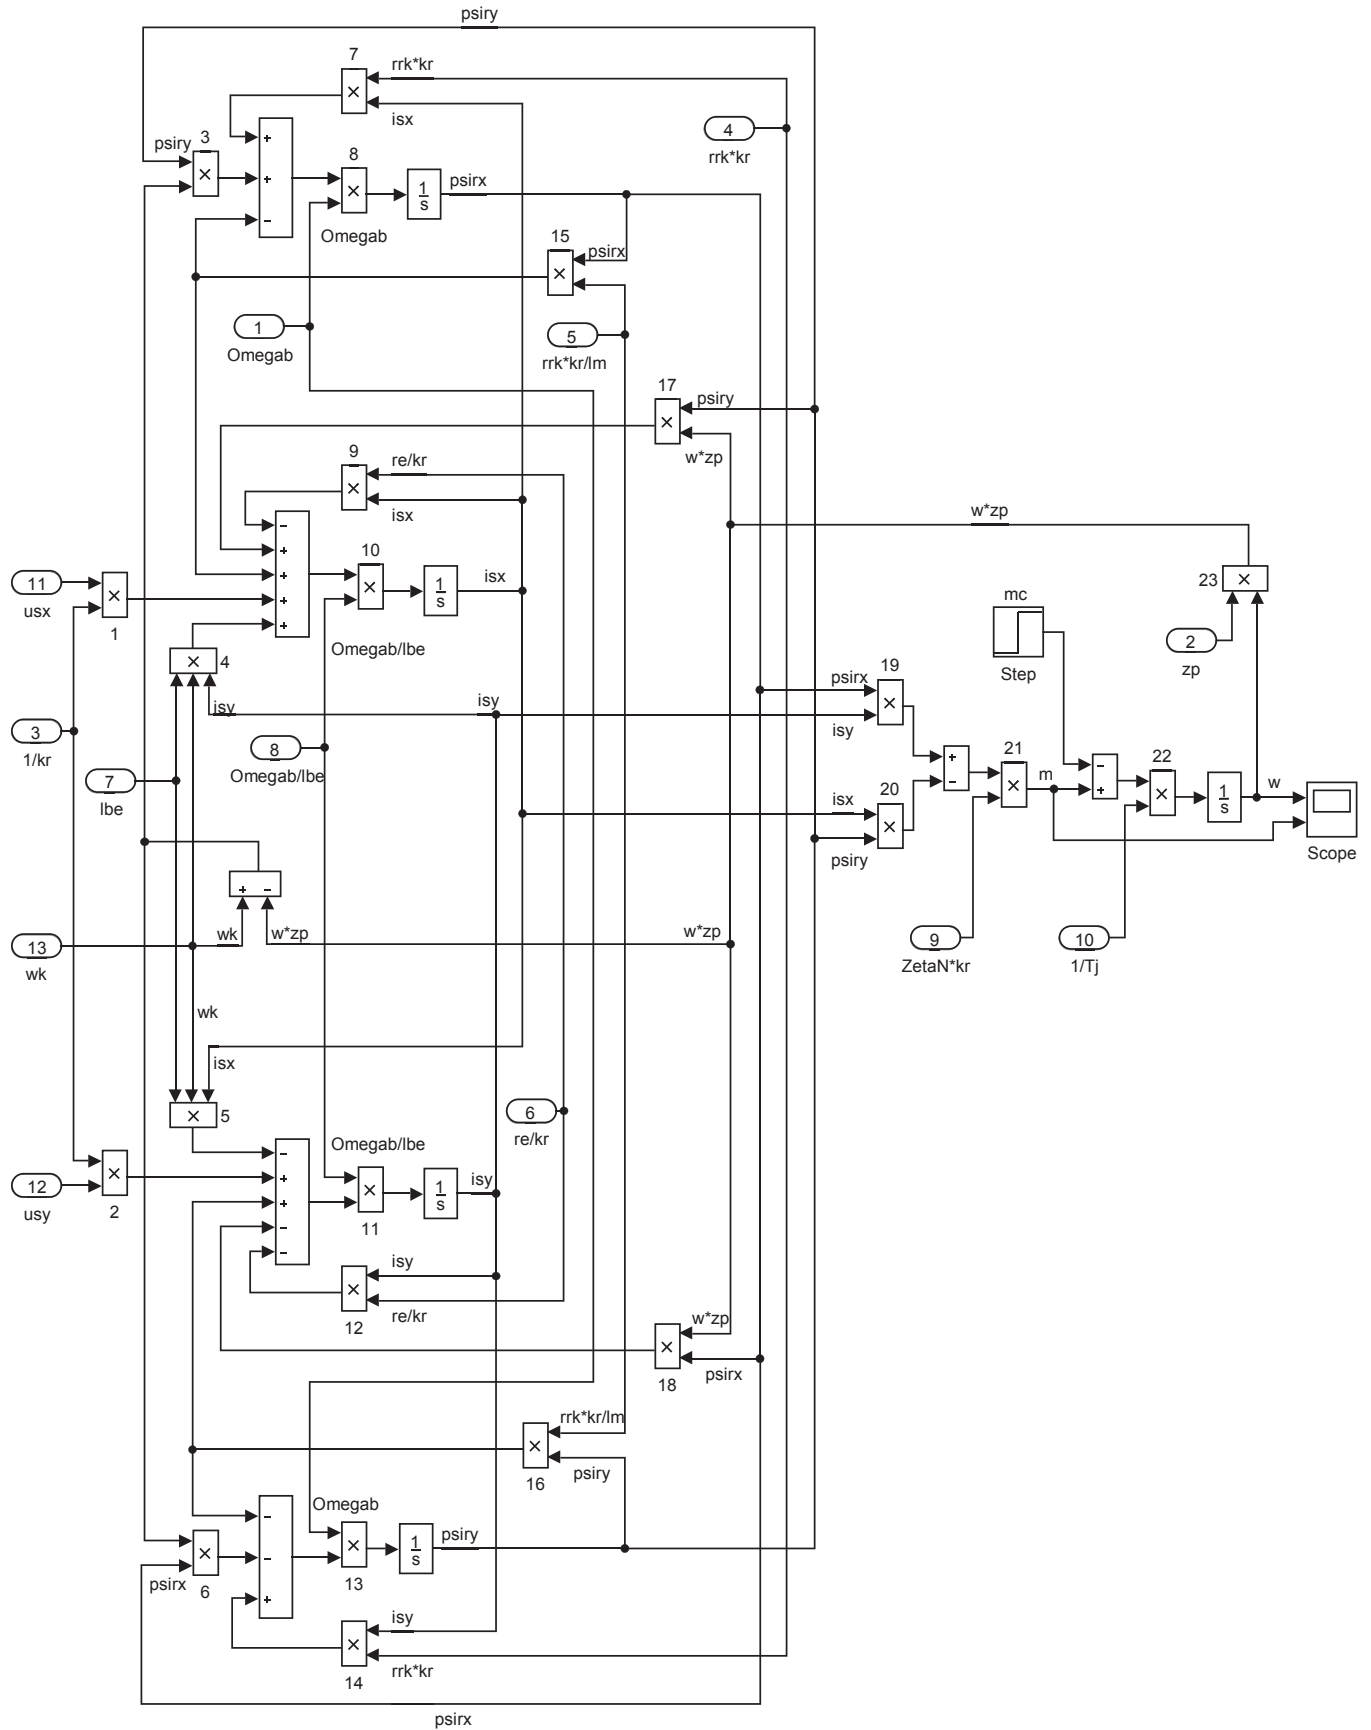 psiry
7
rrk*kr
isx
4
rrk*kr
psiry
3
×
×
+
+
-
8
×
Omegab
1
s
psirx
15
psirx
×
1
Omegab
5
rrk*kr/lm
17
psiry
×
w*zp
9
re/kr
×
isx
w*zp
-
+
+
+
+
10
×
1
s
isx
Omegab/lbe
11
usx
×
1
×
4
isy
isy
23
×
2
zp
mc
Step
19
psirx
×
isy
3
1/kr
8
Omegab/lbe
7
lbe
+
-
21
×
m
-
+
22
×
1
s
w
Scope
isx
20
×
psiry
+
-
wk
w*zp
w*zp
13
wk
9
ZetaN*kr
10
1/Tj
wk
isx
×
5
6
re/kr
Omegab/lbe
-
+
+
-
-
×
11
1
s
isy
×
2
12
usy
isy
×
re/kr
12
w*zp
×
psirx
18
rrk*kr/lm
×
psiry
16
Omegab
-
-
+
×
13
1
s
psiry
×
psirx
6
isy
×
rrk*kr
14
psirx